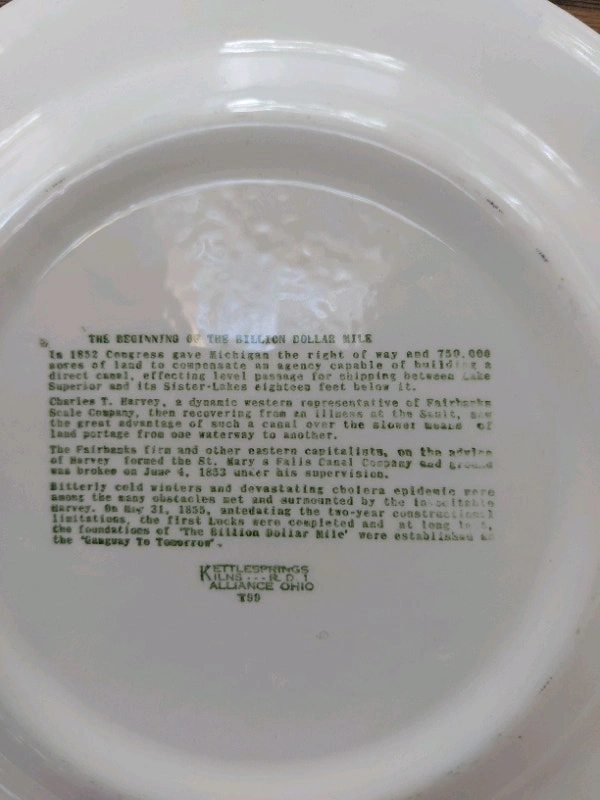 THE BEGINNING OF THE BILLION DOLLAR MILE
In 1852 Congress gave Michigan the right of way and 750.000
acres of land to compensate an agency capable of building a
direct canal, effecting level passage for shipping between Lake
Superior and its Sister-Lakes eighteen feet below it.
Charles T. Harvey, a dynamic western representative of Fairbanks
Scale Company, then recovering from an illness at the Sault, saw
the great advantage of such a canal over the slower means of
land portage from one waterway to another.
The Fairbanks firm and other eastern capitalists, on the advice
of Harvey formed the St. Mary s Falls Canal Company and ground
was broken on June 4, 1853 under his supervision.
Bitterly cold winters and devastating cholera epidemic were
among the many obstacles met and surmounted by the indomitable
Harvey. On May 31, 1855, antedating the two-year constructional
limitations, the first Locks were completed and at long
the foundations of "The Billion Dollar Mile" were established as
the "Gangway To Tomorrow".
KETTLESPRINGS
KILNS---R.D.1
ALLIANCE OHIO